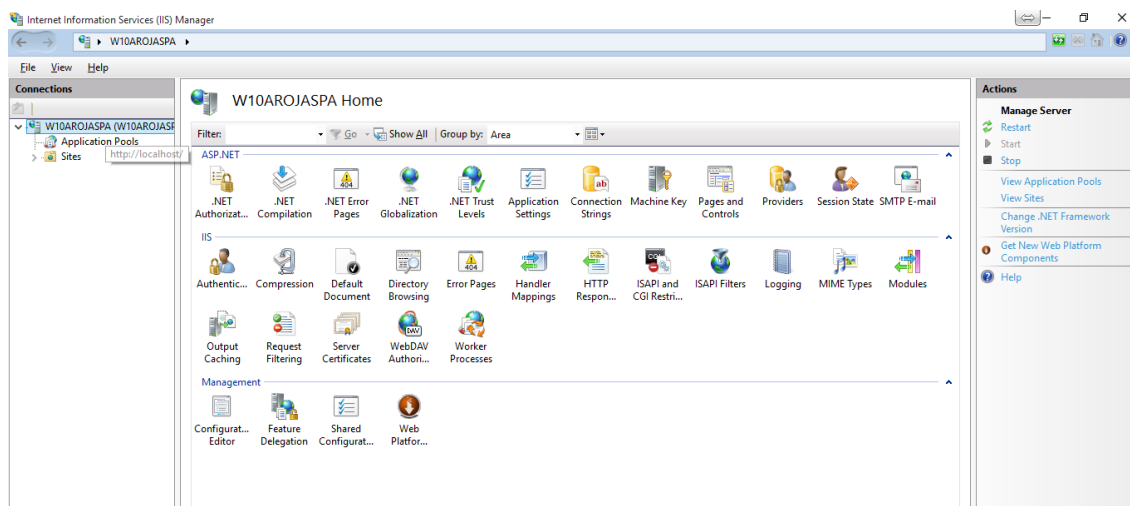 Internet Information Services (IIS) Manager
W10AROJASPA
File View Help
Connections
W10AROJASPA (W10AROJASP
Application Pools
Sites
http://localhost/
W10AROJASPA Home
Filter: Go Show All Group by: Area
ASP.NET
.NET Authorizat...
.NET Compilation
.NET Error Pages
.NET Globalization
.NET Trust Levels
Application Settings
Connection Strings
Machine Key
Pages and Controls
Providers
Session State
SMTP E-mail
IIS
Authentic...
Compression
Default Document
Directory Browsing
Error Pages
Handler Mappings
HTTP Respon...
ISAPI and CGI Restri...
ISAPI Filters
Logging
MIME Types
Modules
Output Caching
Request Filtering
Server Certificates
WebDAV Authori...
Worker Processes
Management
Configurat... Editor
Feature Delegation
Shared Configurat...
Web Platfor...
Actions
Manage Server
Restart
Start
Stop
View Application Pools
View Sites
Change .NET Framework
Version
Get New Web Platform
Components
Help